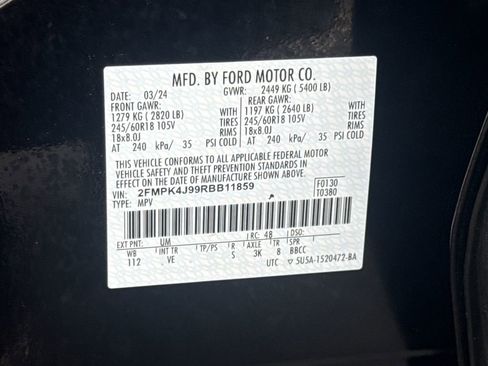 MFD. BY FORD MOTOR CO.
DATE: 03/24 GVWR: 2449 KG ( 5400 LB)
FRONT GAWR: REAR GAWR:
1279 KG ( 2820 LB) WITH 1197 KG ( 2640 LB) WITH
245/60R18 105V TIRES 245/60R18 105V TIRES
18x8.0J RIMS 18x8.0J RIMS
AT 240 kPa/ 35 PSI COLD AT 240 kPa/ 35 PSI COLD
THIS VEHICLE CONFORMS TO ALL APPLICABLE FEDERAL MOTOR
VEHICLE SAFETY AND THEFT PREVENTION STANDARDS IN
EFFECT ON THE DATE OF MANUFACTURE SHOWN ABOVE.
VIN: 2FMPK4J99RBB11859 F0130
TYPE: MPV T0380
EXT PNT: UM RC: 48 DSO:
WB INT TR TP/PS R AXLE TR SPR
112 VE S 3K 8 BBCC
UTC 5U5A-1520472-BA